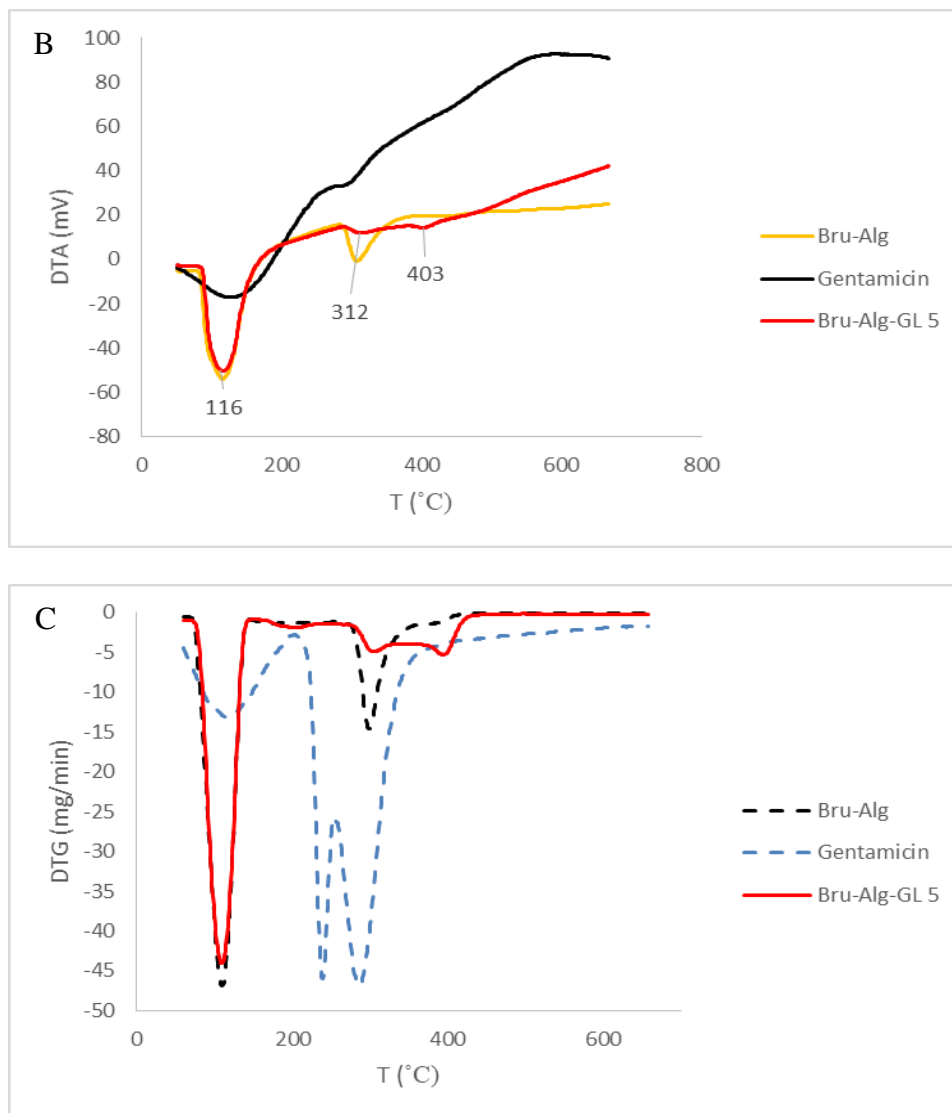 B
100
80
60
40
20
0
-20
-40
-60
-80
DTA (mV)
116
312
403
0 200 400 600 800
T (˚C)
Bru-Alg
Gentamicin
Bru-Alg-GL 5
C
0
-5
-10
-15
-20
-25
-30
-35
-40
-45
-50
DTG (mg/min)
0 200 400 600
T (˚C)
Bru-Alg
Gentamicin
Bru-Alg-GL 5